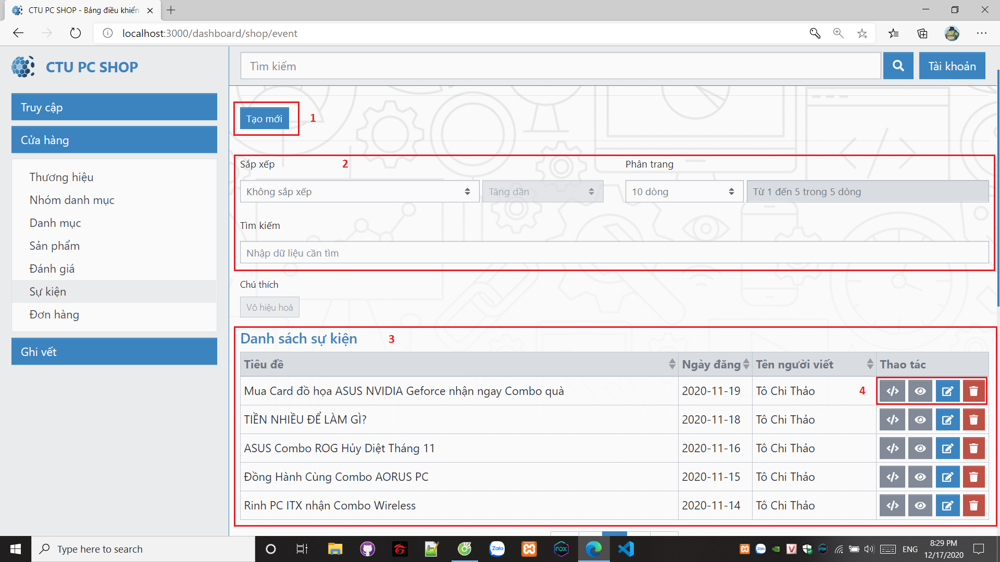 CTU PC SHOP - Bảng điều khiển
localhost:3000/dashboard/shop/event
CTU PC SHOP
Tìm kiếm
Tài khoản
Truy cập
Cửa hàng
Thương hiệu
Nhóm danh mục
Danh mục
Sản phẩm
Đánh giá
Sự kiện
Đơn hàng
Ghi vết
Tạo mới 1
Sắp xếp 2 Phân trang
Không sắp xếp Tăng dần 10 dòng Từ 1 đến 5 trong 5 dòng
Tìm kiếm
Nhập dữ liệu cần tìm
Chú thích
Vô hiệu hoá
Danh sách sự kiện 3
Tiêu đề Ngày đăng Tên người viết Thao tác
Mua Card đồ họa ASUS NVIDIA Geforce nhận ngay Combo quà 2020-11-19 Tô Chi Thảo 4
TIỀN NHIỀU ĐỂ LÀM GÌ? 2020-11-18 Tô Chi Thảo
ASUS Combo ROG Hủy Diệt Tháng 11 2020-11-16 Tô Chi Thảo
Đồng Hành Cùng Combo AORUS PC 2020-11-15 Tô Chi Thảo
Rinh PC ITX nhận Combo Wireless 2020-11-14 Tô Chi Thảo
Type here to search
Zalo
nox
ENG
8:29 PM
12/17/2020